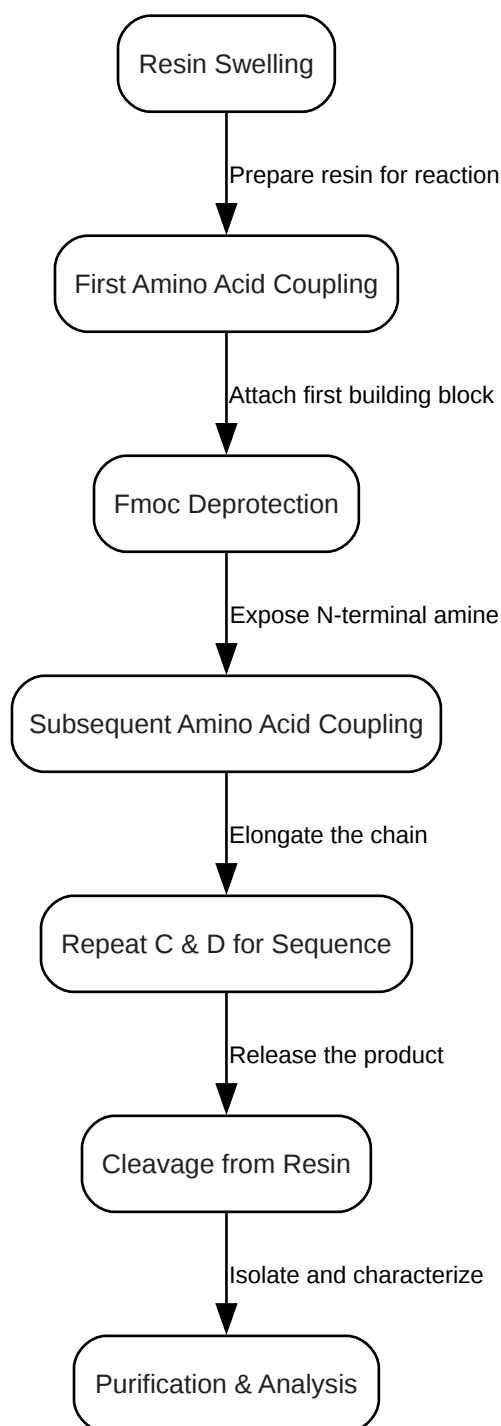 Resin Swelling
Prepare resin for reaction
First Amino Acid Coupling
Attach first building block
Fmoc Deprotection
Expose N-terminal amine
Subsequent Amino Acid Coupling
Elongate the chain
Repeat C & D for Sequence
Release the product
Cleavage from Resin
Isolate and characterize
Purification & Analysis